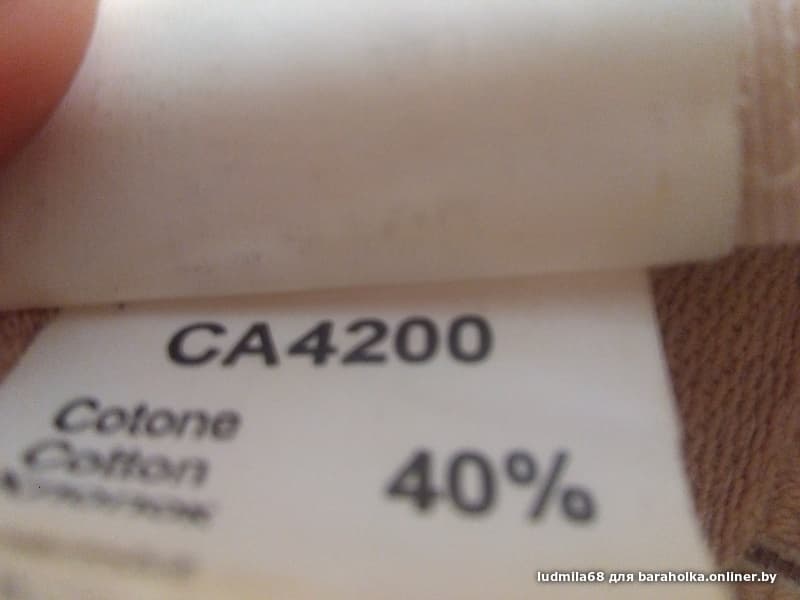 CA4200
Cotone
Cotton
40%
ludmila68 для baraholka.onliner.by